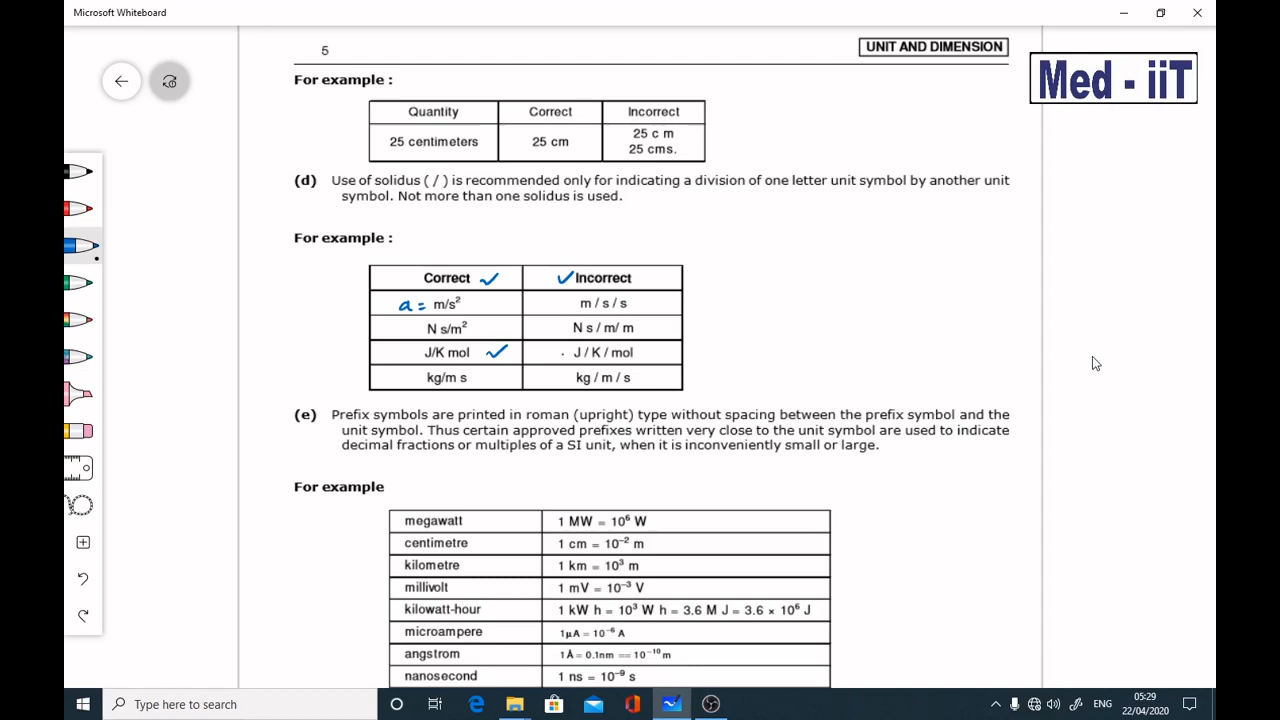 Microsoft Whiteboard
5
UNIT AND DIMENSION
Med - iiT
For example :
Quantity Correct Incorrect
25 centimeters 25 cm 25 c m
25 cms.
(d) Use of solidus ( / ) is recommended only for indicating a division of one letter unit symbol by another unit
symbol. Not more than one solidus is used.
For example :
Correct ✓ ✓ Incorrect
a = m/s² m / s / s
N s/m² N s / m/ m
J/K mol ✓ . J / K / mol
kg/m s kg / m / s
(e) Prefix symbols are printed in roman (upright) type without spacing between the prefix symbol and the
unit symbol. Thus certain approved prefixes written very close to the unit symbol are used to indicate
decimal fractions or multiples of a SI unit, when it is inconveniently small or large.
For example
megawatt 1 MW = 10⁶ W
centimetre 1 cm = 10⁻² m
kilometre 1 km = 10³ m
millivolt 1 mV = 10⁻³ V
kilowatt-hour 1 kW h = 10³ W h = 3.6 M J = 3.6 × 10⁶ J
microampere 1μA = 10⁻⁶ A
angstrom 1Å = 0.1nm == 10⁻¹⁰ m
nanosecond 1 ns = 10⁻⁹ s
Type here to search
ENG
05:29
22/04/2020